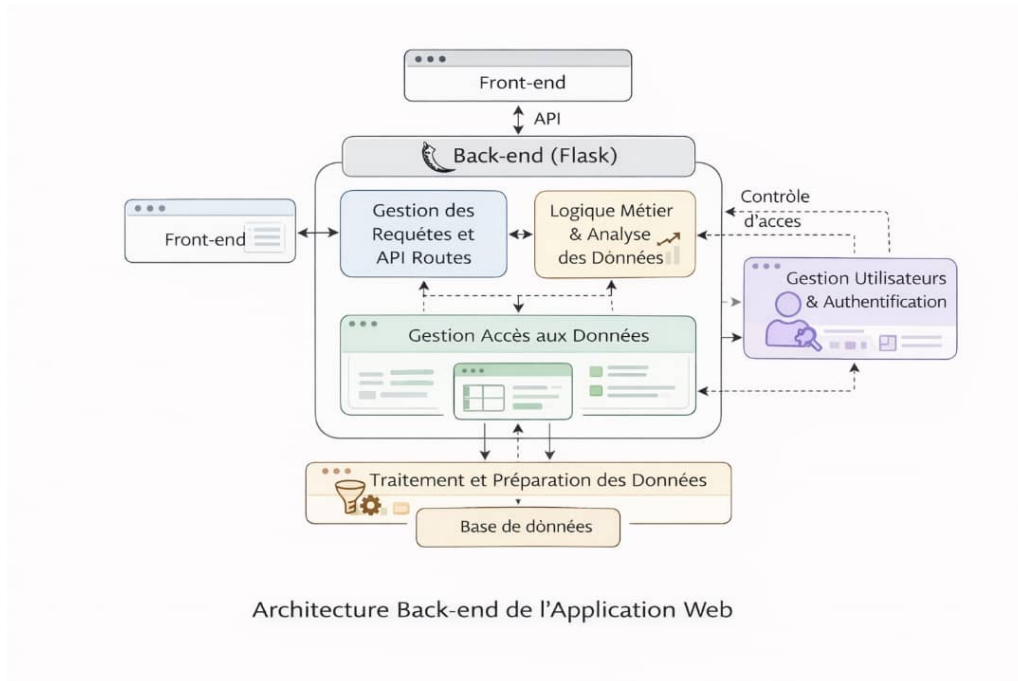 Front-end
API
Back-end (Flask)
Front-end
Gestion des
Requétes et
API Routes
Logique Métier
& Analyse
des Dónnées
Contrôle
d'acces
Gestion Utilisateurs
& Authentification
Gestion Accès aux Données
Traitement et Préparation des Données
Base de dònnées
Architecture Back-end de l'Application Web